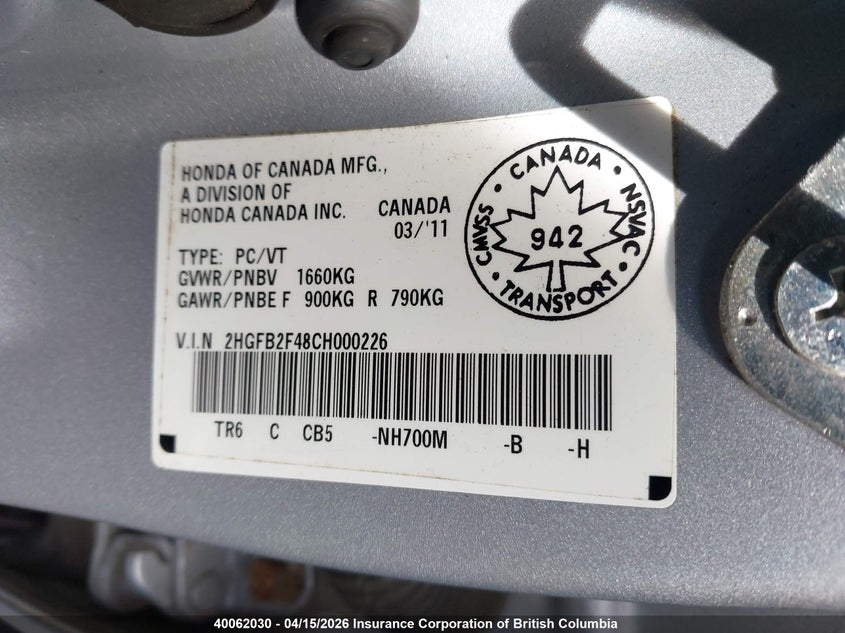 HONDA OF CANADA MFG.,
A DIVISION OF
HONDA CANADA INC. CANADA
03/'11
TYPE: PC/VT
GVWR/PNBV 1660KG
GAWR/PNBE F 900KG R 790KG
V.I.N 2HGFB2F48CH000226
TR6 C CB5 -NH700M -B -H
CANADA · NSVAC · TRANSPORT · CMVSS ·
942
40062030 - 04/15/2026 Insurance Corporation of British Columbia